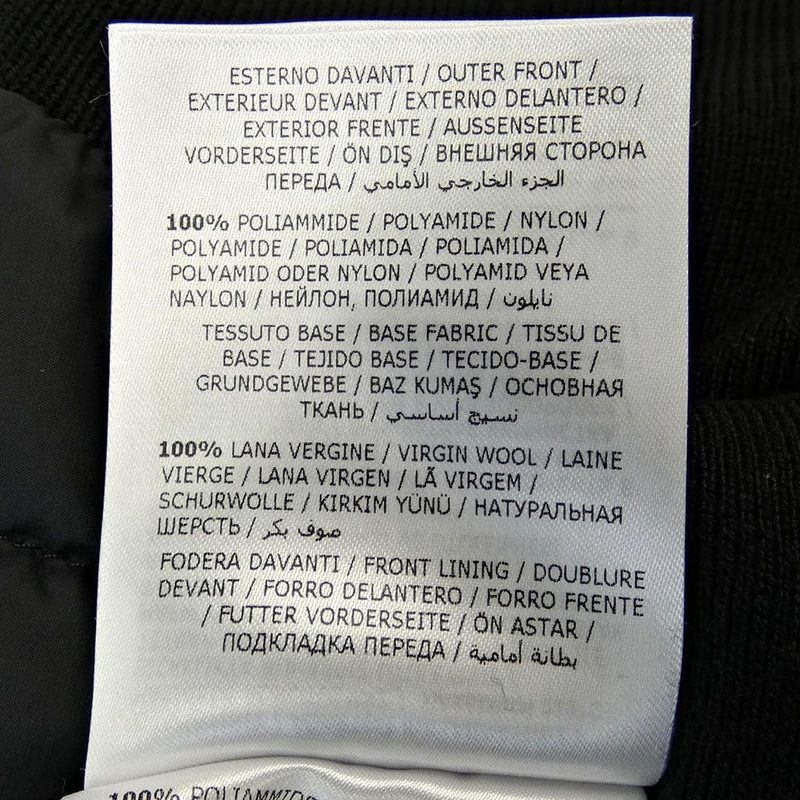 ESTERNO DAVANTI / OUTER FRONT /
EXTERIEUR DEVANT / EXTERNO DELANTERO /
EXTERIOR FRENTE / AUSSENSEITE
VORDERSEITE / ÖN DIŞ / ВНЕШНЯЯ СТОРОНА
ПЕРЕДА / الجزء الخارجي الأمامي
100% POLIAMMIDE / POLYAMIDE / NYLON /
POLYAMIDE / POLIAMIDA / POLIAMIDA /
POLYAMID ODER NYLON / POLYAMID VEYA
NAYLON / НЕЙЛОН, ПОЛИАМИД / نايلون
TESSUTO BASE / BASE FABRIC / TISSU DE
BASE / TEJIDO BASE / TECIDO-BASE /
GRUNDGEWEBE / BAZ KUMAŞ / ОСНОВНАЯ
ТКАНЬ / نسيج أساسي
100% LANA VERGINE / VIRGIN WOOL / LAINE
VIERGE / LANA VIRGEN / LÃ VIRGEM /
SCHURWOLLE / KIRKIM YÜNÜ / НАТУРАЛЬНАЯ
ШЕРСТЬ / صوف بكر
FODERA DAVANTI / FRONT LINING / DOUBLURE
DEVANT / FORRO DELANTERO / FORRO FRENTE
/ FUTTER VORDERSEITE / ÖN ASTAR /
ПОДКЛАДКА ПЕРЕДА / بطانة أمامية
100% POLIAMMIDE